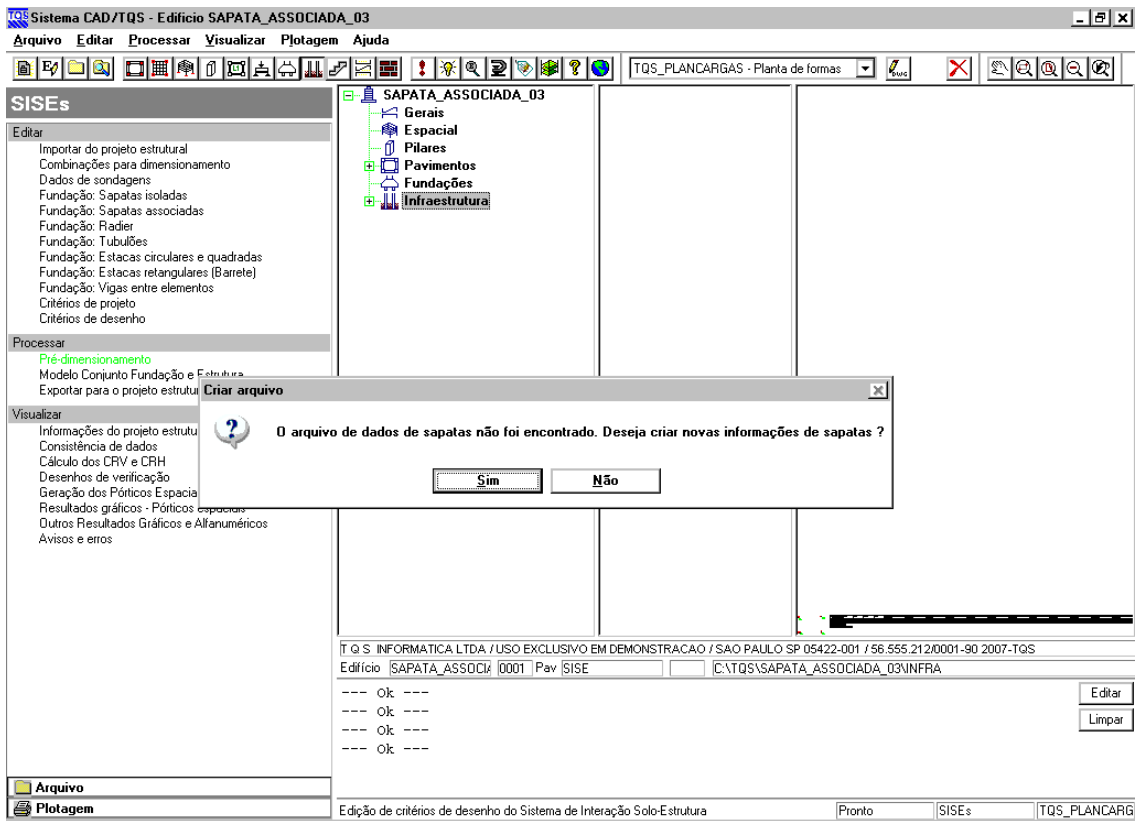 Sistema CAD/TQS - Edificio SAPATA_ASSOCIADA_03
Arquivo Editar Processar Visualizar Plotagem Ajuda
TQS_PLANCARGAS - Planta de formas
SISEs
Editar
Importar do projeto estrutural
Combinações para dimensionamento
Dados de sondagens
Fundação: Sapatas isoladas
Fundação: Sapatas associadas
Fundação: Radier
Fundação: Tubulões
Fundação: Estacas circulares e quadradas
Fundação: Estacas retangulares (Barrete)
Fundação: Vigas entre elementos
Critérios de projeto
Critérios de desenho
Processar
Pré-dimensionamento
Modelo Conjunto Fundação e Estrutura
Exportar para o projeto estrutu
Visualizar
Informações do projeto estrutu
Consistência de dados
Cálculo dos CRV e CRH
Desenhos de verificação
Geração dos Pórticos Espacia
Resultados gráficos - Pórticos espaciais
Outros Resultados Gráficos e Alfanuméricos
Avisos e erros
Arquivo
Plotagem
SAPATA_ASSOCIADA_03
Gerais
Espacial
Pilares
Pavimentos
Fundações
Infraestrutura
Criar arquivo
O arquivo de dados de sapatas não foi encontrado. Deseja criar novas informações de sapatas ?
Sim Não
T Q S INFORMATICA LTDA / USO EXCLUSIVO EM DEMONSTRACAO / SAO PAULO SP 05422-001 / 56.555.212/0001-90 2007-TQS
Edifício SAPATA_ASSOCIA 0001 Pav SISE C:\TQS\SAPATA_ASSOCIADA_03\INFRA
--- Ok ---
--- Ok ---
--- Ok ---
--- Ok ---
Editar
Limpar
Edição de critérios de desenho do Sistema de Interação Solo-Estrutura Pronto SISEs TQS_PLANCARG